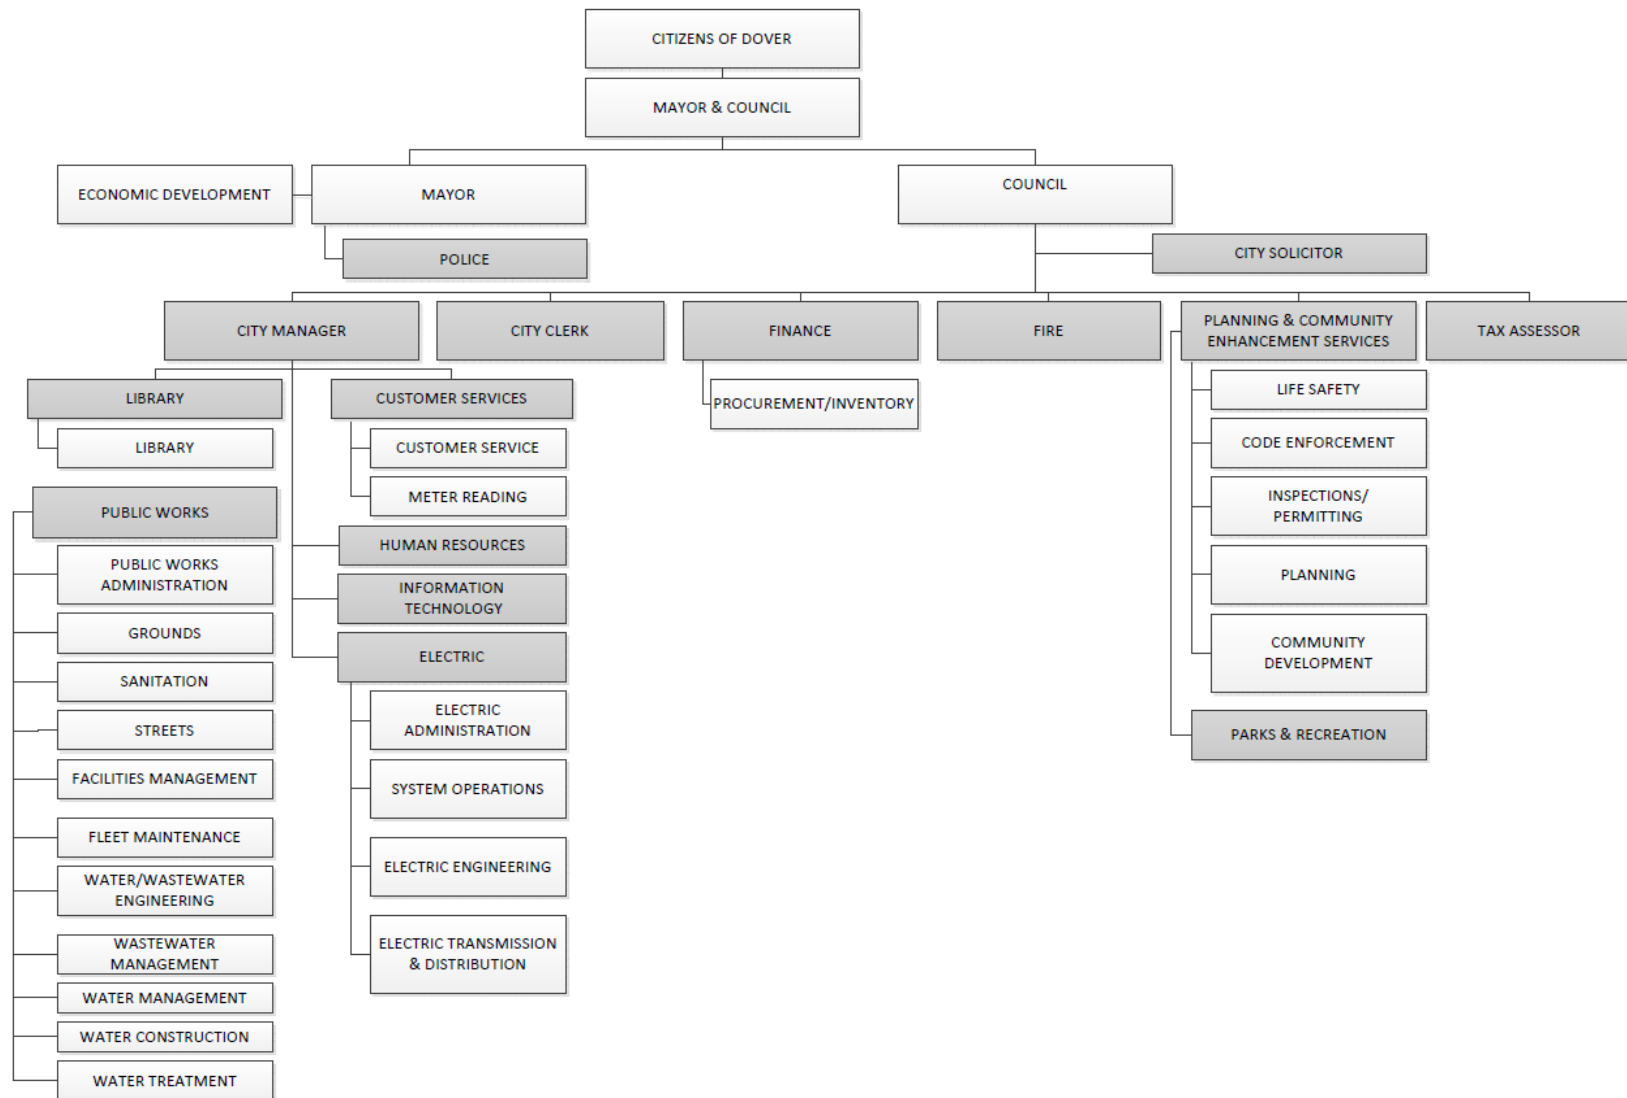 CITIZENS OF DOVER
MAYOR & COUNCIL
ECONOMIC DEVELOPMENT
MAYOR
COUNCIL
POLICE
CITY SOLICITOR
CITY MANAGER
CITY CLERK
FINANCE
FIRE
PLANNING & COMMUNITY
ENHANCEMENT SERVICES
TAX ASSESSOR
LIBRARY
LIBRARY
CUSTOMER SERVICES
CUSTOMER SERVICE
METER READING
PROCUREMENT/INVENTORY
LIFE SAFETY
CODE ENFORCEMENT
INSPECTIONS/
PERMITTING
PLANNING
COMMUNITY
DEVELOPMENT
PARKS & RECREATION
PUBLIC WORKS
PUBLIC WORKS
ADMINISTRATION
GROUNDS
SANITATION
STREETS
FACILITIES MANAGEMENT
FLEET MAINTENANCE
WATER/WASTEWATER
ENGINEERING
WASTEWATER
MANAGEMENT
WATER MANAGEMENT
WATER CONSTRUCTION
WATER TREATMENT
HUMAN RESOURCES
INFORMATION
TECHNOLOGY
ELECTRIC
ELECTRIC
ADMINISTRATION
SYSTEM OPERATIONS
ELECTRIC ENGINEERING
ELECTRIC TRANSMISSION
& DISTRIBUTION